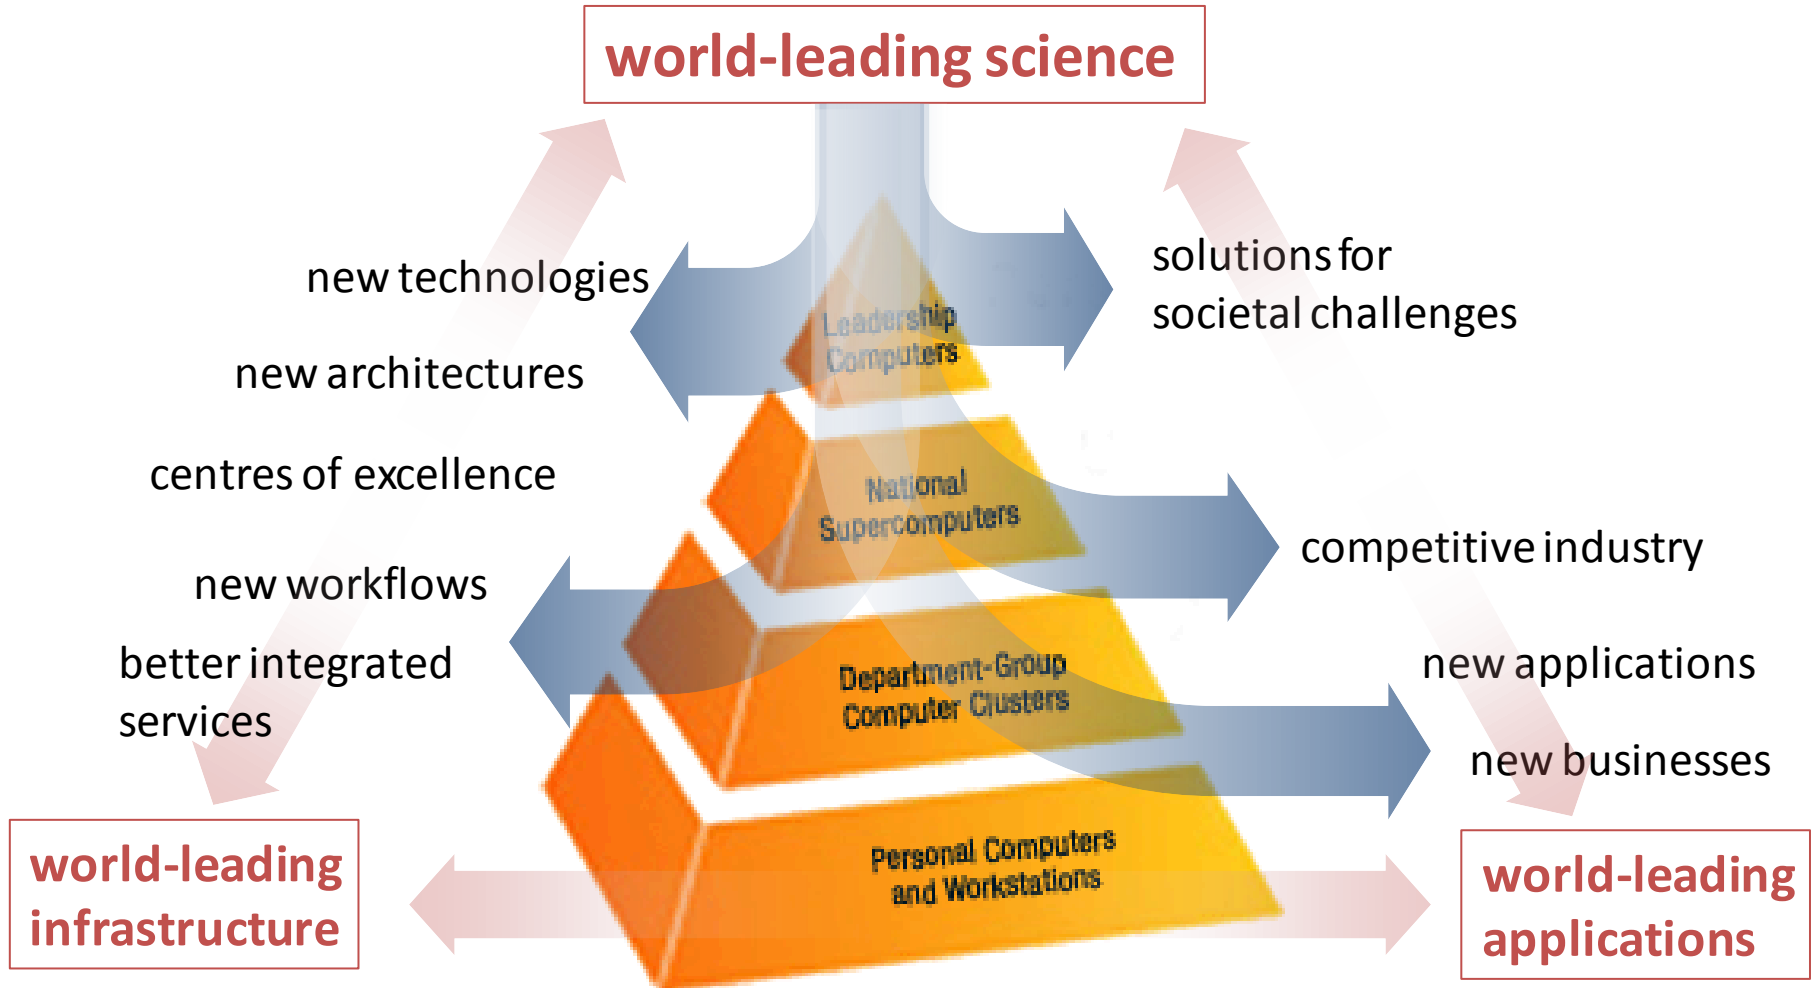 world-leading science
new technologies
new architectures
centres of excellence
new workflows
better integrated
services
solutions for
societal challenges
competitive industry
new applications
new businesses
Leadership
Computers
National
Supercomputers
Department-Group
Computer Clusters
Personal Computers
and Workstations
world-leading
infrastructure
world-leading
applications